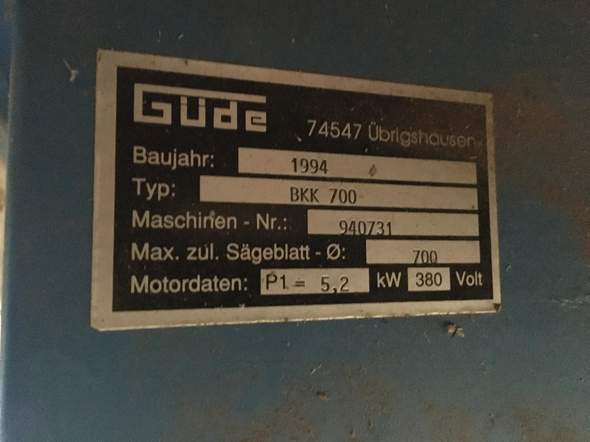 Güde
74547 Übrigshausen
Baujahr: 1994
Typ: BKK 700
Maschinen - Nr.: 940731
Max. zul. Sägeblatt - Ø: 700
Motordaten: P1 = 5,2 kW 380 Volt